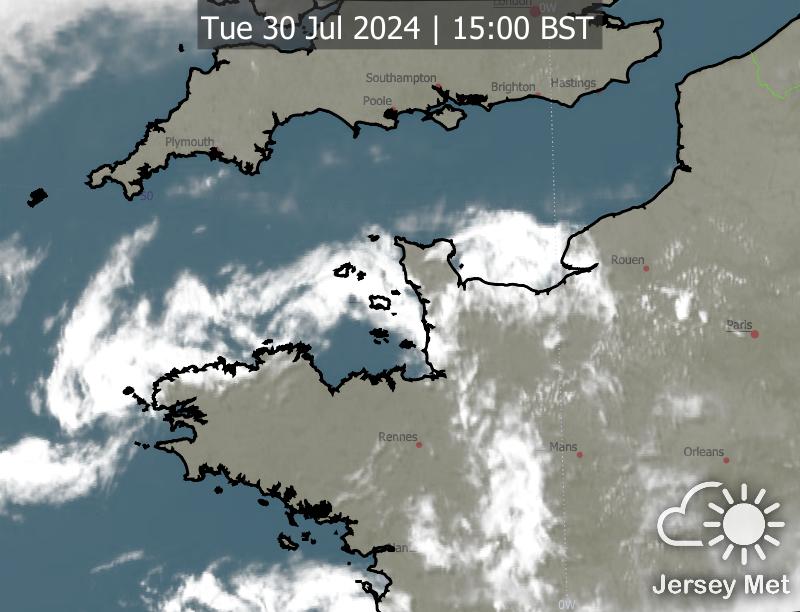 London
0W
Tue 30 Jul 2024 | 15:00 BST
Southampton
Brighton
Hastings
Poole
Plymouth
50
Rouen
Paris
Rennes
Mans
Orleans
0W
Jersey Met